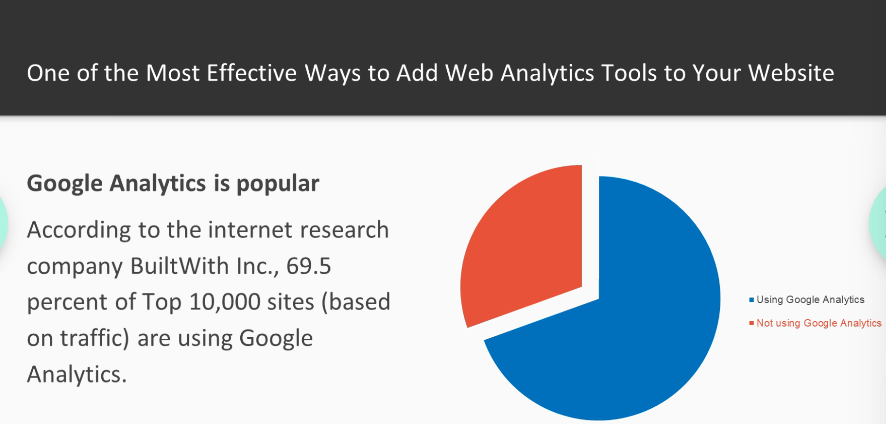 One of the Most Effective Ways to Add Web Analytics Tools to Your Website
Google Analytics is popular
According to the internet research
company BuiltWith Inc., 69.5
percent of Top 10,000 sites (based
on traffic) are using Google
Analytics.
Using Google Analytics
Not using Google Analytics